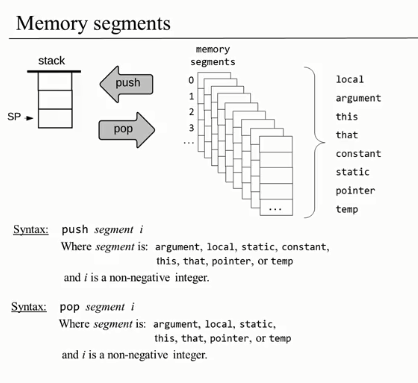 Memory segments
stack
memory
segments
push
pop
SP
0
1
2
3
...
...
local
argument
this
that
constant
static
pointer
temp
Syntax: push segment i
Where segment is: argument, local, static, constant,
this, that, pointer, or temp
and i is a non-negative integer.
Syntax: pop segment i
Where segment is: argument, local, static,
this, that, pointer, or temp
and i is a non-negative integer.